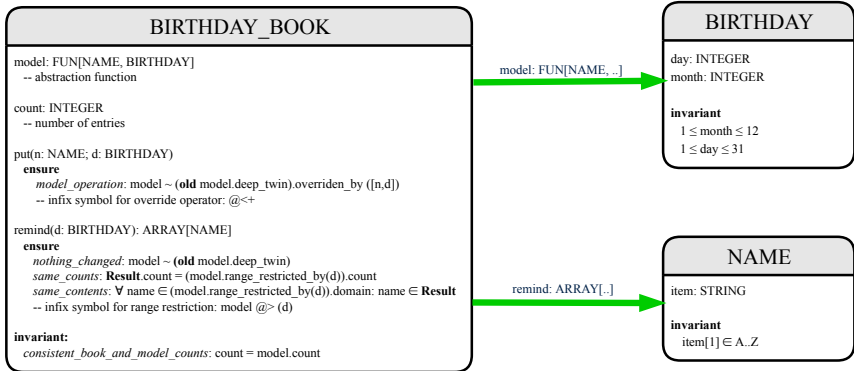 BIRTHDAY_BOOK
model: FUN[NAME, BIRTHDAY]
-- abstraction function
count: INTEGER
-- number of entries
put(n: NAME; d: BIRTHDAY)
ensure
model_operation: model ~ (old model.deep_twin).overriden_by ([n,d])
-- infix symbol for override operator: @<+
remind(d: BIRTHDAY): ARRAY[NAME]
ensure
nothing_changed: model ~ (old model.deep_twin)
same_counts: Result.count = (model.range_restricted_by(d)).count
same_contents: ∀ name ∈ (model.range_restricted_by(d)).domain: name ∈ Result
-- infix symbol for range restriction: model @> (d)
invariant:
consistent_book_and_model_counts: count = model.count
model: FUN[NAME, ..]
remind: ARRAY[..]
BIRTHDAY
day: INTEGER
month: INTEGER
invariant
1 ≤ month ≤ 12
1 ≤ day ≤ 31
NAME
item: STRING
invariant
item[1] ∈ A..Z